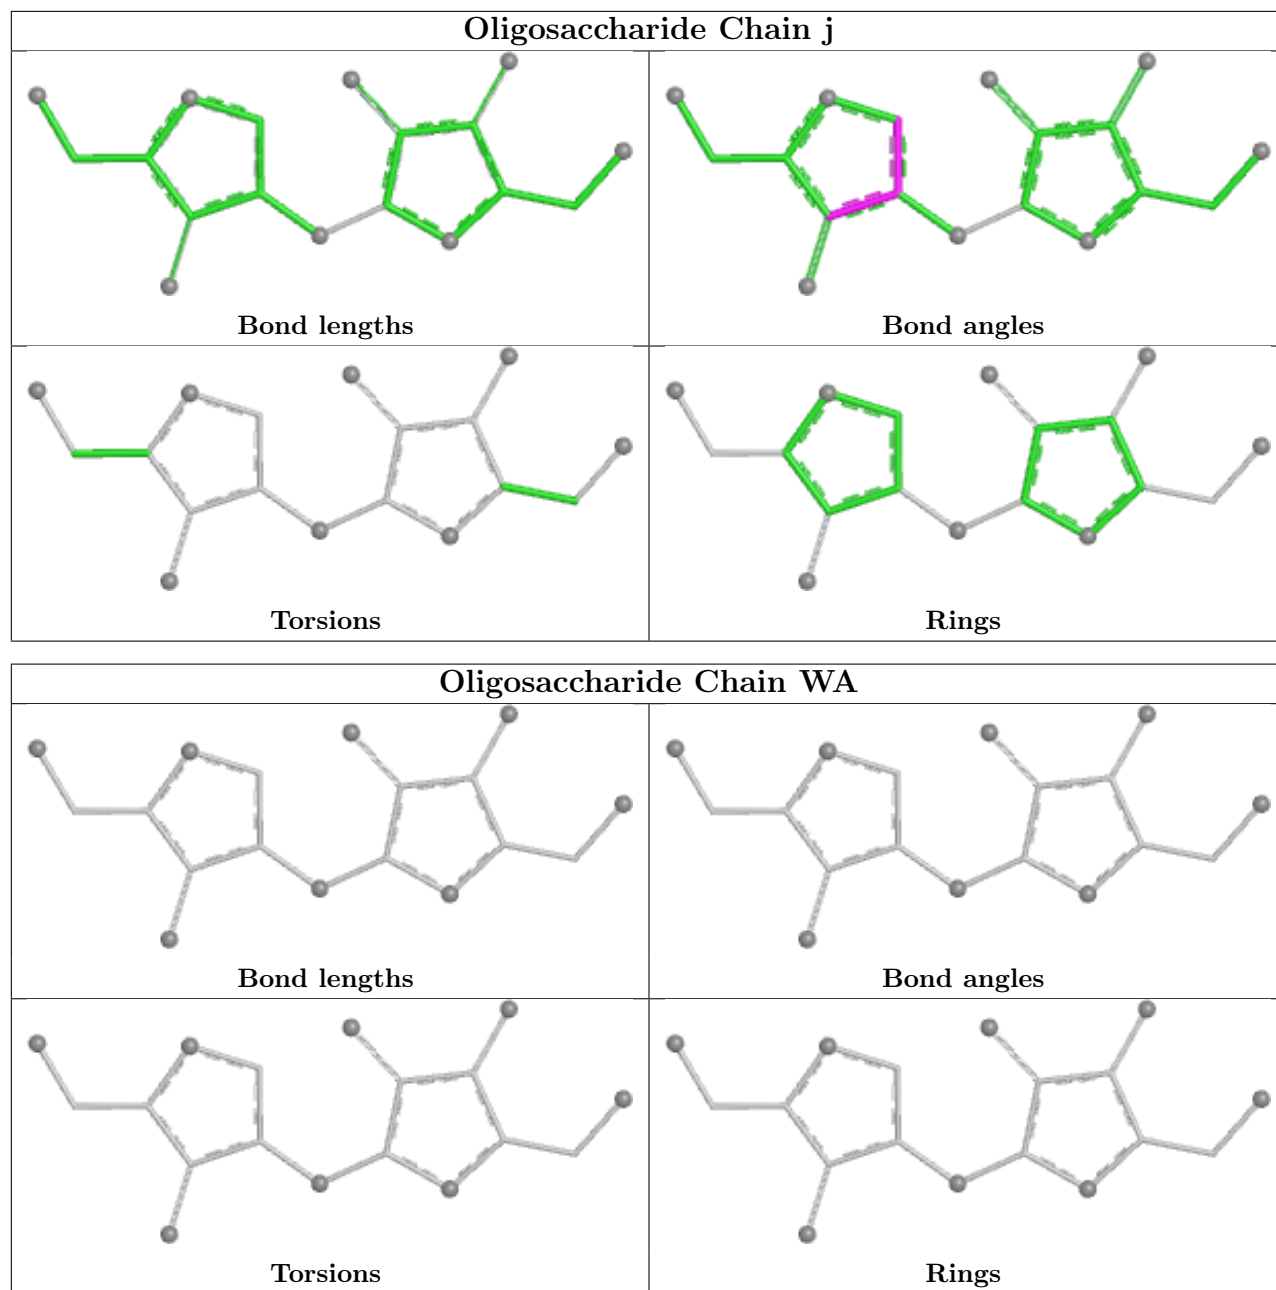 Oligosaccharide Chain j
Bond lengths
Bond angles
Torsions
Rings
Oligosaccharide Chain WA
Bond lengths
Bond angles
Torsions
Rings